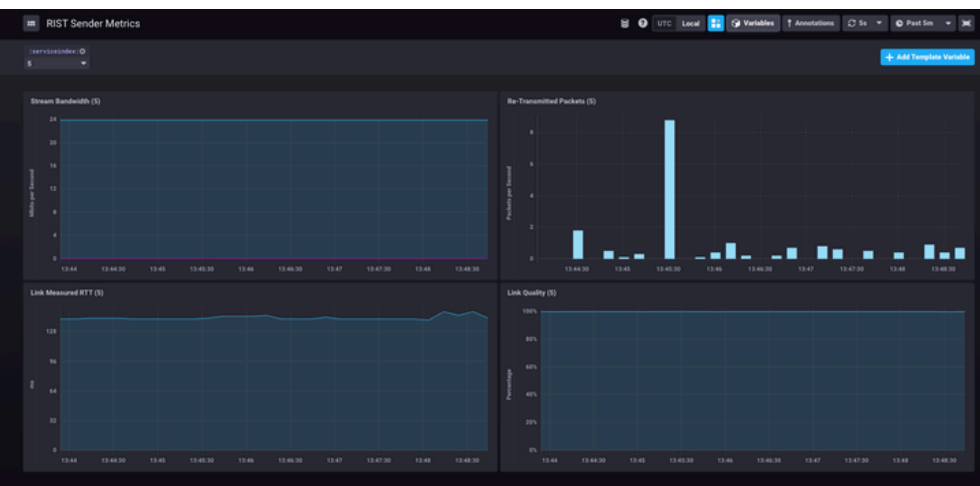 RIST Sender Metrics
UTC Local Variables Annotations 5s Past 5m
:serviceindex:
5
Add Template Variable
Stream Bandwidth (5)
24
20
16
12
8
4
0
Mbits per Second
13:44 13:44:30 13:45 13:45:30 13:46 13:46:30 13:47 13:47:30 13:48 13:48:30
Re-Transmitted Packets (5)
8
6
4
2
0
Packets per Second
13:44:30 13:45 13:45:30 13:46 13:46:30 13:47 13:47:30 13:48 13:48:30
Link Measured RTT (5)
128
96
64
32
0
ms
13:44 13:44:30 13:45 13:45:30 13:46 13:46:30 13:47 13:47:30 13:48 13:48:30
Link Quality (5)
100%
80%
60%
40%
20%
0%
Percentage
13:44 13:44:30 13:45 13:45:30 13:46 13:46:30 13:47 13:47:30 13:48 13:48:30